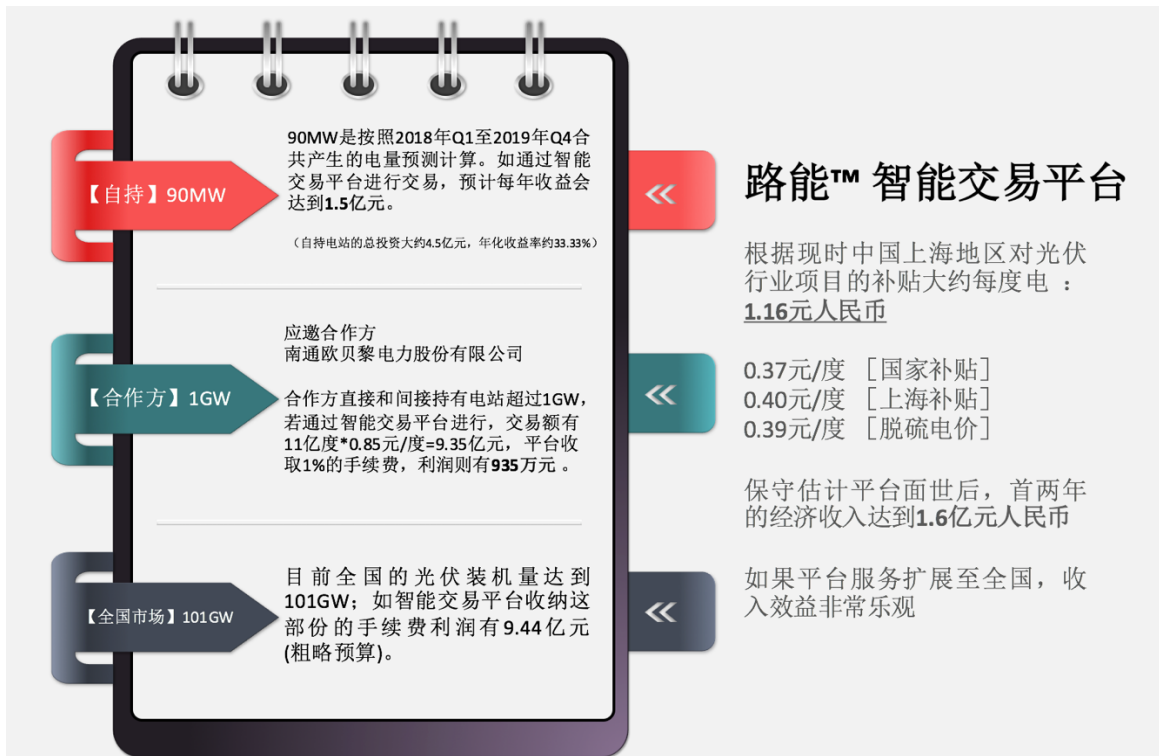 【自持】90MW
90MW是按照2018年Q1至2019年Q4合
共产生的电量预测计算。如通过智能
交易平台进行交易，预计每年收益会
达到1.5亿元。
（自持电站的总投资大约4.5亿元，年化收益率约33.33%）
【合作方】1GW
应邀合作方
南通欧贝黎电力股份有限公司
合作方直接和间接持有电站超过1GW，
若通过智能交易平台进行，交易额有
11亿度*0.85元/度=9.35亿元，平台收
取1%的手续费，利润则有935万元 。
【全国市场】101GW
目前全国的光伏装机量达到
101GW；如智能交易平台收纳这
部份的手续费利润有9.44亿元
(粗略预算)。
路能™ 智能交易平台
根据现时中国上海地区对光伏
行业项目的补贴大约每度电 ：
1.16元人民币
0.37元/度 ［国家补贴］
0.40元/度 ［上海补贴］
0.39元/度 ［脱硫电价］
保守估计平台面世后，首两年
的经济收入达到1.6亿元人民币
如果平台服务扩展至全国，收
入效益非常乐观